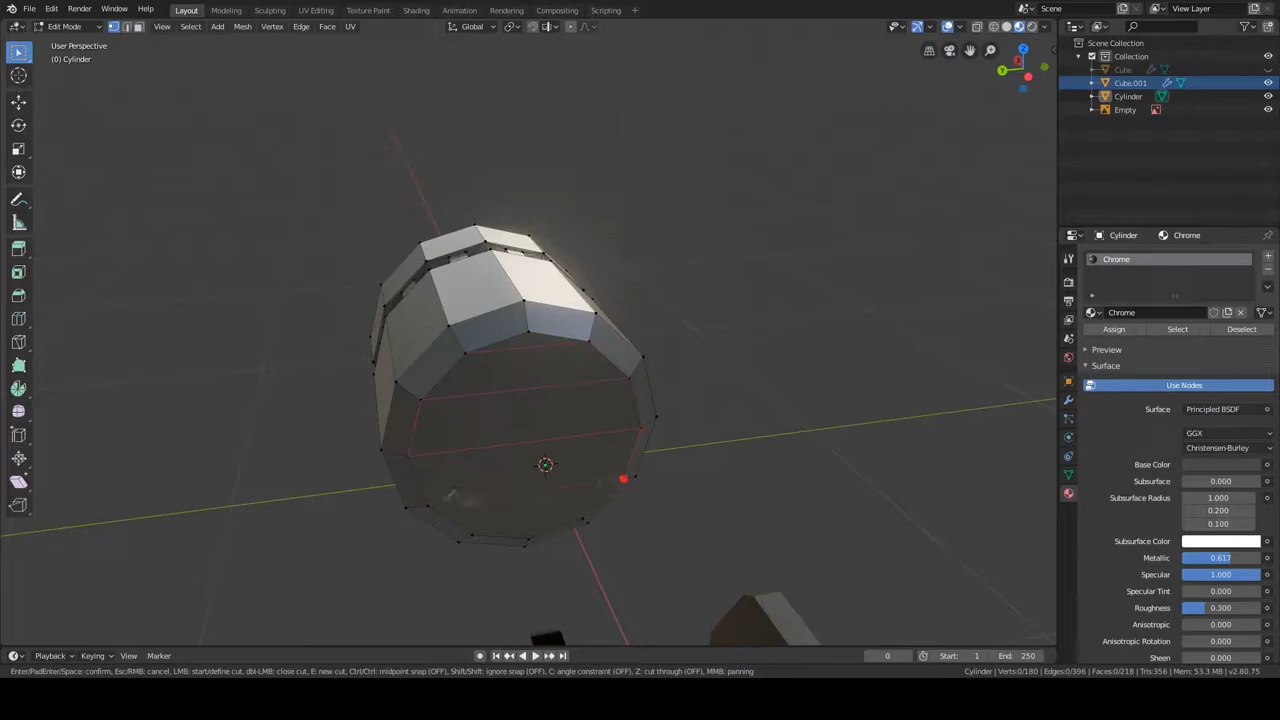 File Edit Render Window Help Layout Modeling Sculpting UV Editing Texture Paint Shading Animation Rendering Compositing Scripting + Scene View Layer
Edit Mode View Select Add Mesh Vertex Edge Face UV Global
User Perspective
(0) Cylinder
Scene Collection
Collection
Cube
Cube.001
Cylinder
Empty
Z
Y
Cylinder Chrome
Chrome
Chrome
Assign Select Deselect
Preview
Surface
Use Nodes
Surface Principled BSDF
GGX
Christensen-Burley
Base Color
Subsurface 0.000
Subsurface Radius 1.000
0.200
0.100
Subsurface Color
Metallic 0.617
Specular 1.000
Specular Tint 0.000
Roughness 0.300
Anisotropic 0.000
Anisotropic Rotation 0.000
Sheen 0.000
Playback Keying View Marker 0 Start: 1 End: 250
Enter/PadEnter/Space: confirm, Esc/RMB: cancel, LMB: start/define cut, dbl-LMB: close cut, E: new cut, Ctrl/Ctrl: midpoint snap (OFF), Shift/Shift: ignore snap (OFF), C: angle constraint (OFF), Z: cut through (OFF), MMB: panning
Cylinder | Verts:0/180 | Edges:0/396 | Faces:0/218 | Tris:356 | Mem: 53.3 MB | v2.80.75